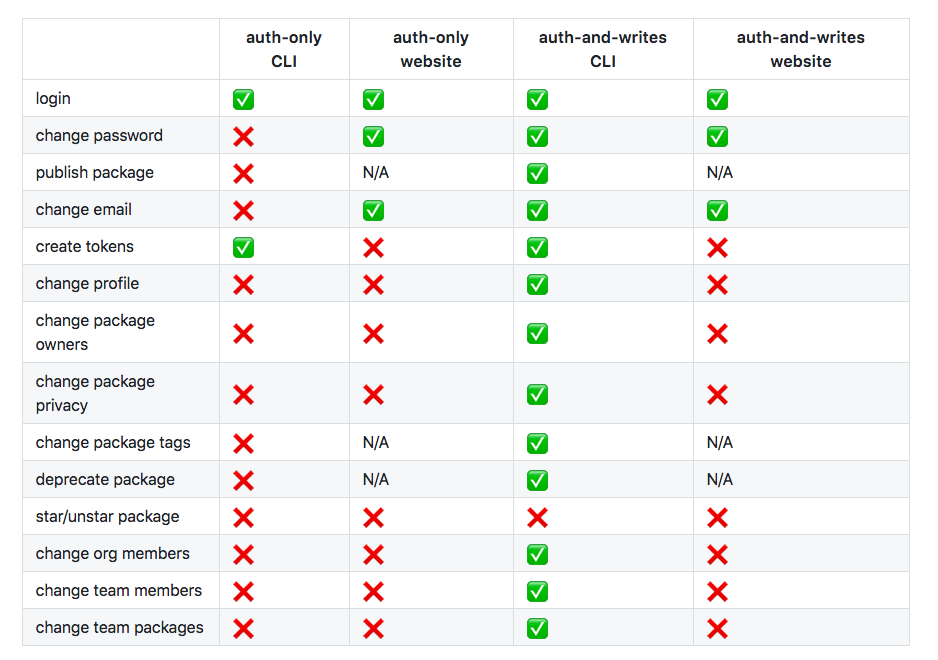 auth-only CLI	auth-only website	auth-and-writes CLI	auth-and-writes website
login ✅ ✅ ✅ ✅
change password ❌ ✅ ✅ ✅
publish package ❌ N/A ✅ N/A
change email ❌ ✅ ✅ ✅
create tokens ✅ ❌ ✅ ❌
change profile ❌ ❌ ✅ ❌
change package
owners ❌ ❌ ✅ ❌
change package
privacy ❌ ❌ ✅ ❌
change package tags ❌ N/A ✅ N/A
deprecate package ❌ N/A ✅ N/A
star/unstar package ❌ ❌ ❌ ❌
change org members ❌ ❌ ✅ ❌
change team members ❌ ❌ ✅ ❌
change team packages ❌ ❌ ✅ ❌